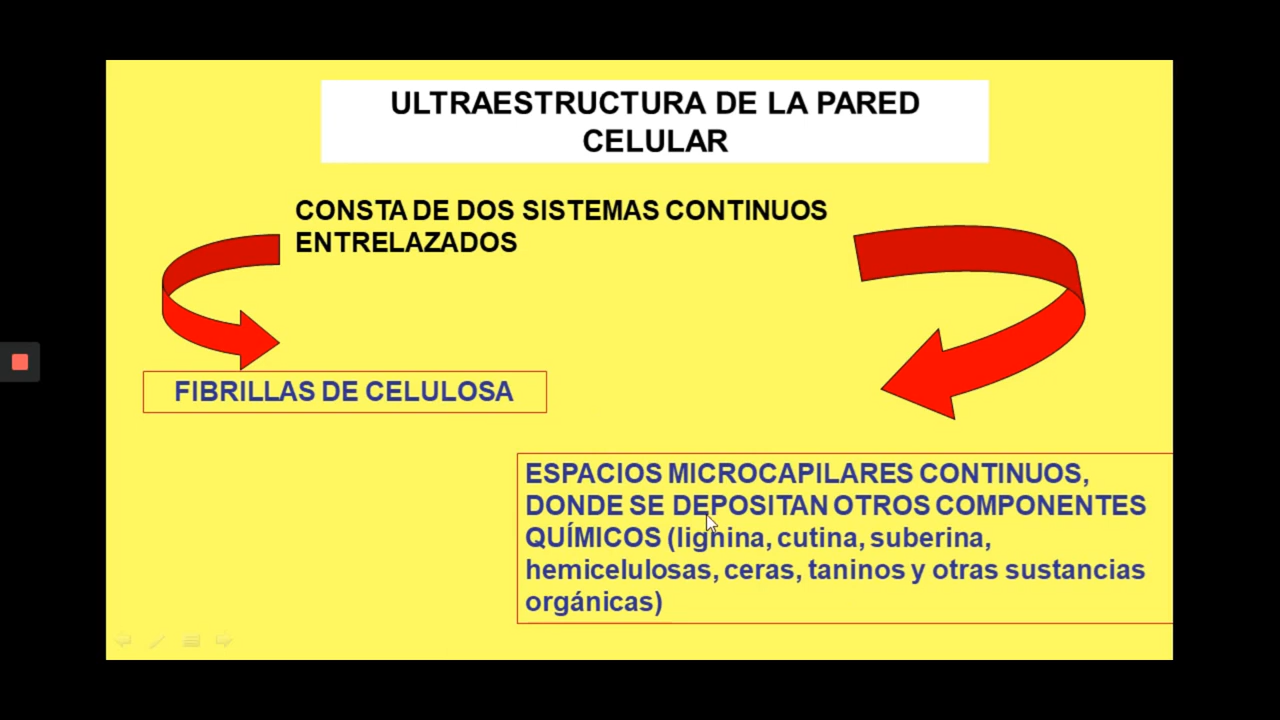 ULTRAESTRUCTURA DE LA PARED
CELULAR
CONSTA DE DOS SISTEMAS CONTINUOS
ENTRELAZADOS
FIBRILLAS DE CELULOSA
ESPACIOS MICROCAPILARES CONTINUOS,
DONDE SE DEPOSITAN OTROS COMPONENTES
QUÍMICOS (lignina, cutina, suberina,
hemicelulosas, ceras, taninos y otras sustancias
orgánicas)